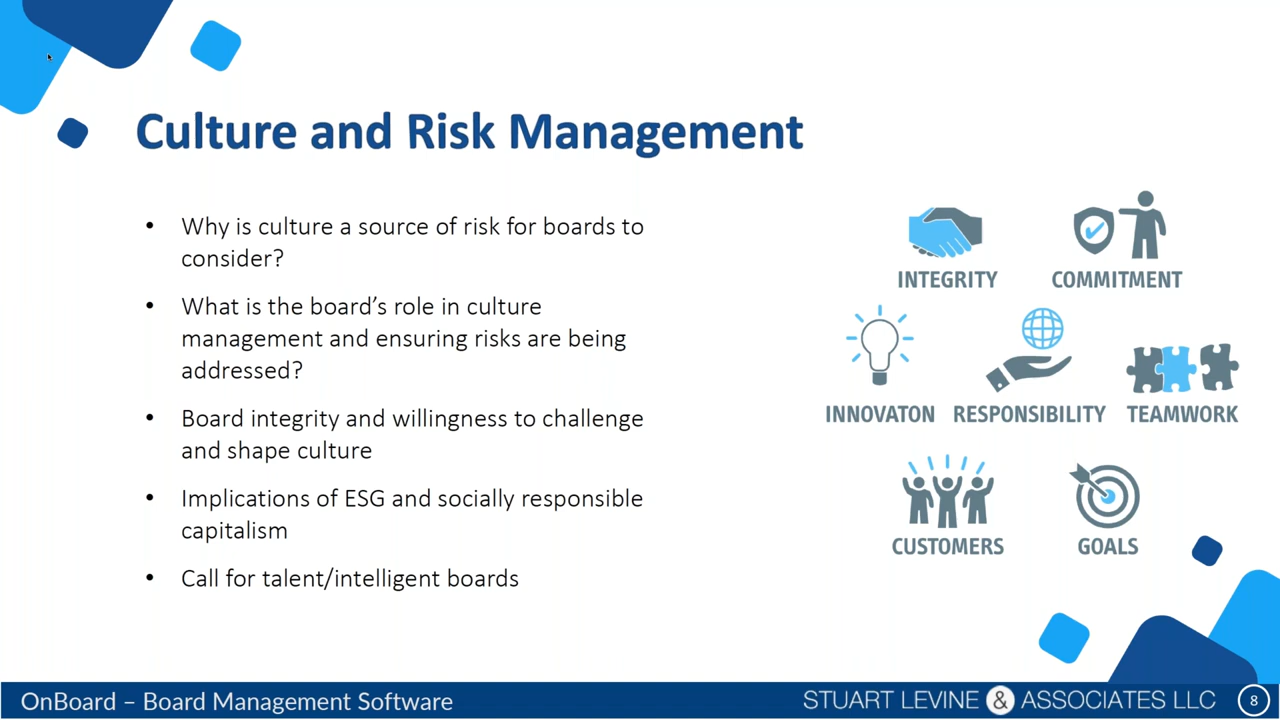 Culture and Risk Management
• Why is culture a source of risk for boards to
consider?
• What is the board’s role in culture
management and ensuring risks are being
addressed?
• Board integrity and willingness to challenge
and shape culture
• Implications of ESG and socially responsible
capitalism
• Call for talent/intelligent boards
INTEGRITY COMMITMENT
INNOVATON RESPONSIBILITY TEAMWORK
CUSTOMERS GOALS
OnBoard – Board Management Software STUART LEVINE & ASSOCIATES LLC 8